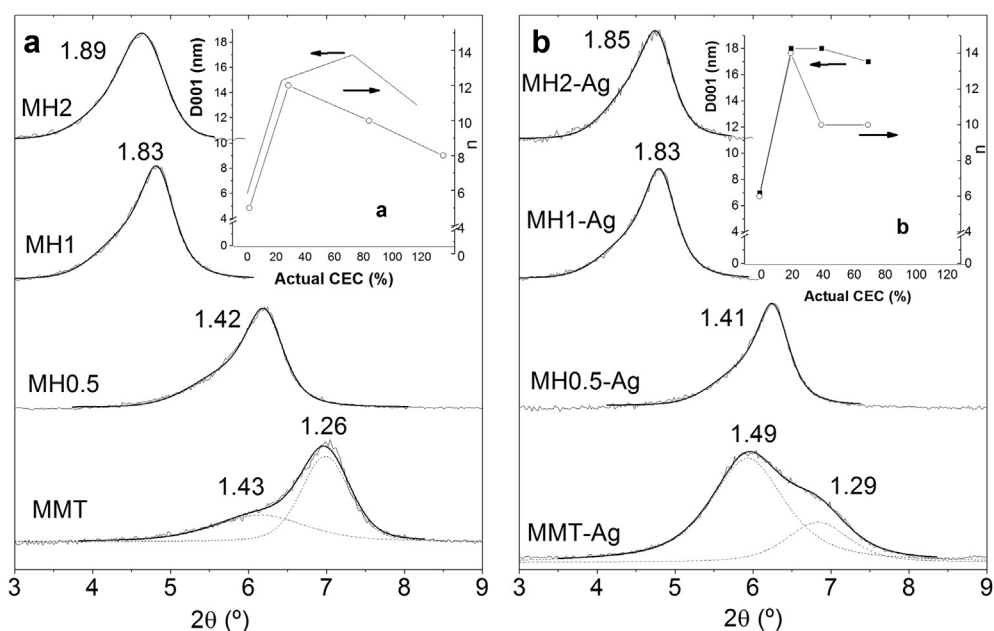 a
1.89
MH2
1.83
MH1
1.42
MH0.5
1.26
1.43
MMT
3 4 5 6 7 8 9
2θ (º)
D001 (nm)
18
16
14
12
10
8
6
4
0
14
12
10
8
6
4
0
n
a
0 20 40 60 80 100 120
Actual CEC (%)
b
1.85
MH2-Ag
1.83
MH1-Ag
1.41
MH0.5-Ag
1.49
1.29
MMT-Ag
3 4 5 6 7 8 9
2θ (º)
D001 (nm)
18
16
14
12
10
8
6
4
0
14
12
10
8
6
4
0
n
b
0 20 40 60 80 100 120
Actual CEC (%)